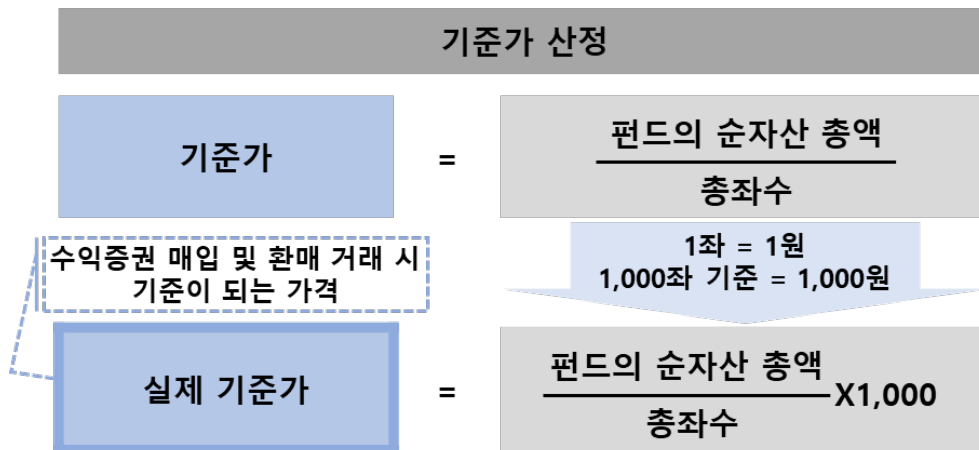 기준가 산정
기준가
=
펀드의 순자산 총액
총좌수
수익증권 매입 및 환매 거래 시
기준이 되는 가격
1좌 = 1원
1,000좌 기준 = 1,000원
실제 기준가
=
펀드의 순자산 총액
총좌수
X1,000